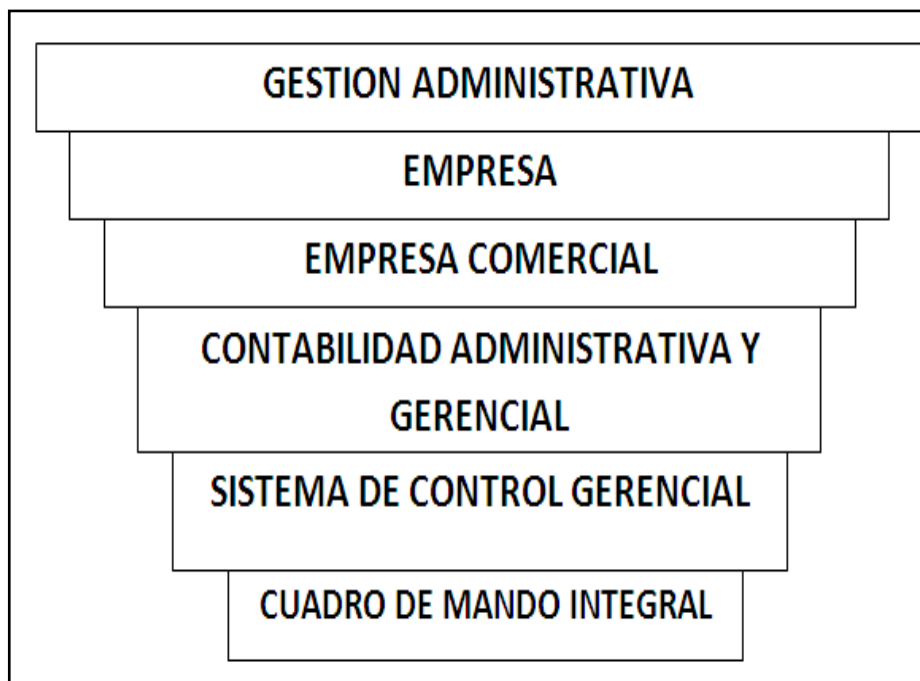 GESTION ADMINISTRATIVA
EMPRESA
EMPRESA COMERCIAL
CONTABILIDAD ADMINISTRATIVA Y
GERENCIAL
SISTEMA DE CONTROL GERENCIAL
CUADRO DE MANDO INTEGRAL